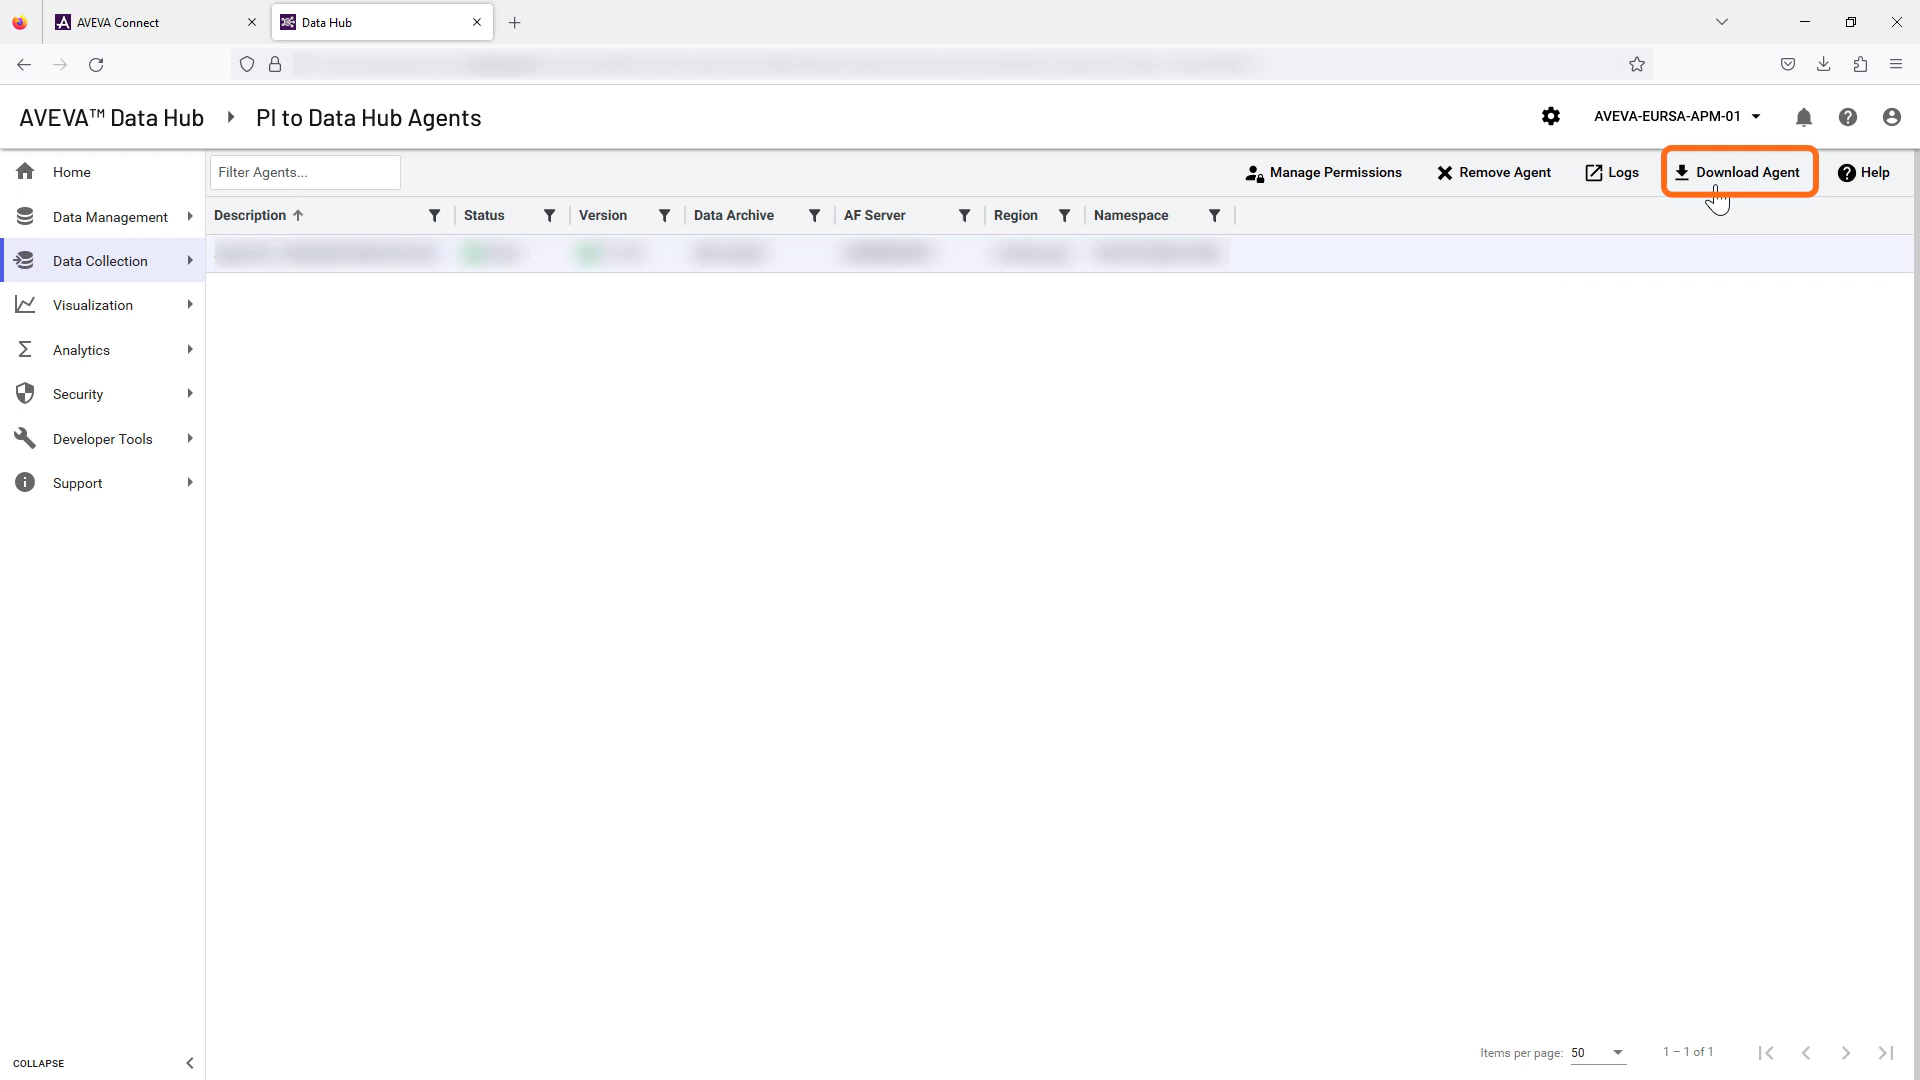 AVEVA Connect
Data Hub
AVEVA™ Data Hub
PI to Data Hub Agents
AVEVA-EURSA-APM-01
Home
Filter Agents...
Manage Permissions
Remove Agent
Logs
Download Agent
Help
Description
Status
Version
Data Archive
AF Server
Region
Namespace
Data Management
Data Collection
Visualization
Analytics
Security
Developer Tools
Support
COLLAPSE
Items per page: 50
1 – 1 of 1